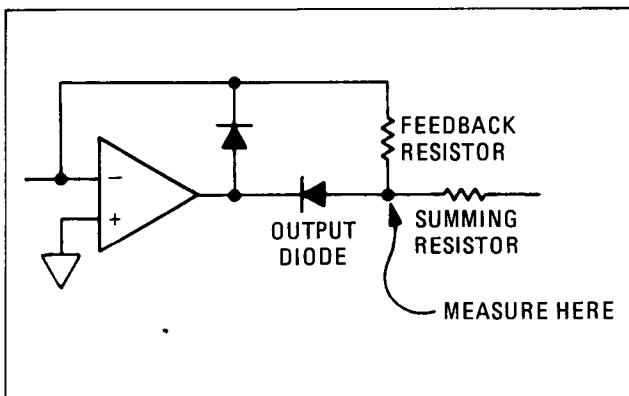 FEEDBACK
RESISTOR
−
+
OUTPUT
DIODE
SUMMING
RESISTOR
MEASURE HERE